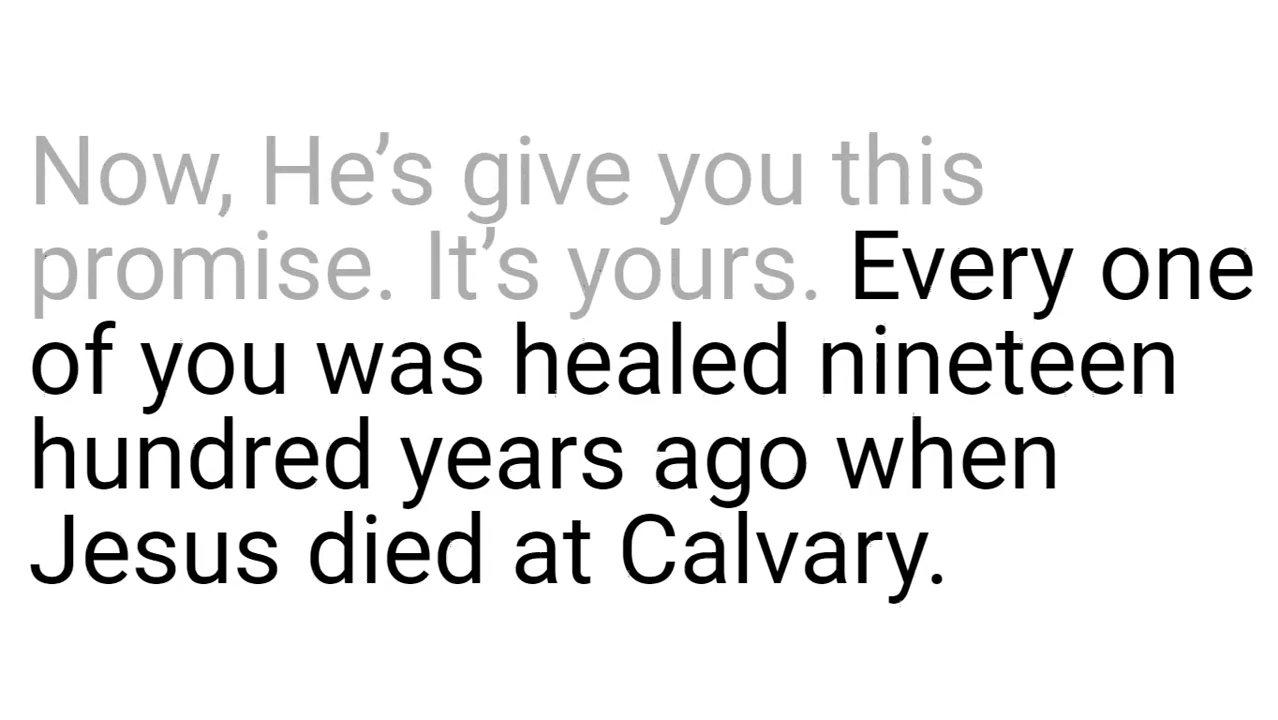 Now, He’s give you this
promise. It’s yours. Every one
of you was healed nineteen
hundred years ago when
Jesus died at Calvary.